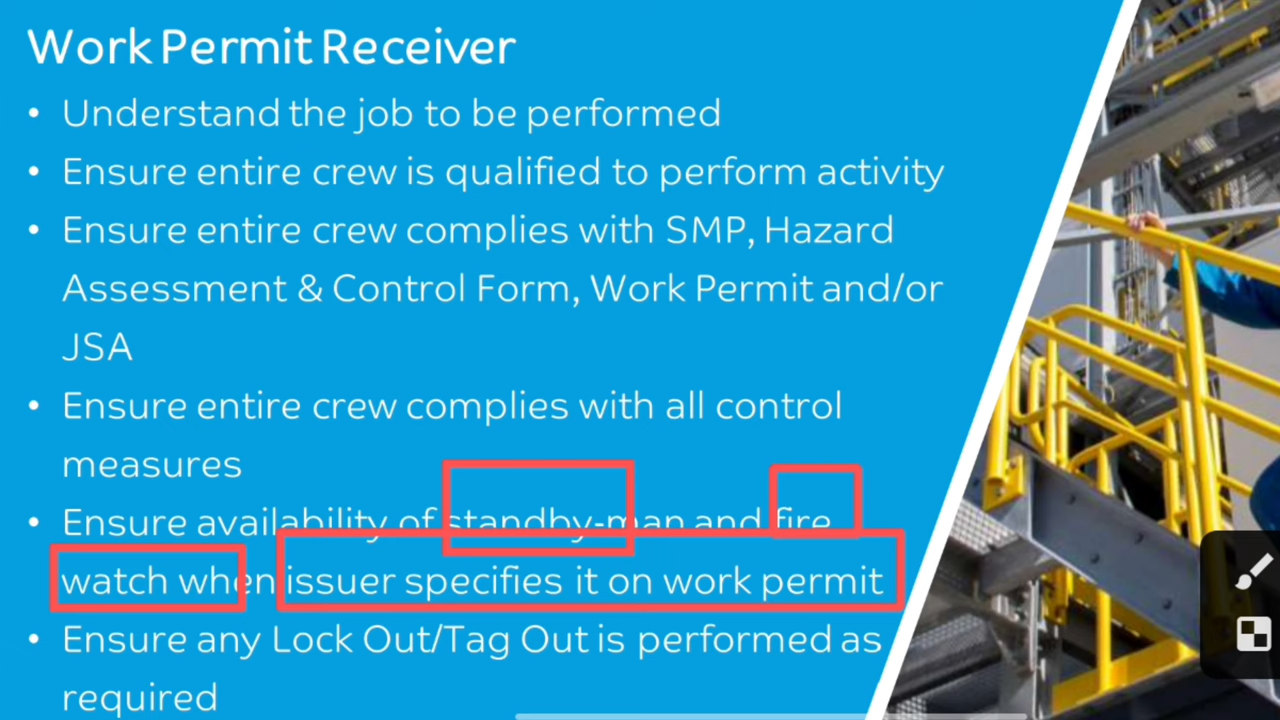 Work Permit Receiver
• Understand the job to be performed
• Ensure entire crew is qualified to perform activity
• Ensure entire crew complies with SMP, Hazard
Assessment & Control Form, Work Permit and/or
JSA
• Ensure entire crew complies with all control
measures
• Ensure availability of standby-man and fire
watch when issuer specifies it on work permit
• Ensure any Lock Out/Tag Out is performed as
required